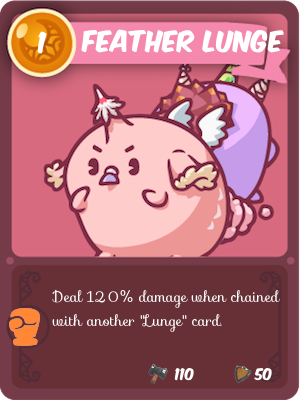 1 FEATHER LUNGE
Deal 120% damage when chained
with another "Lunge" card.
110 50